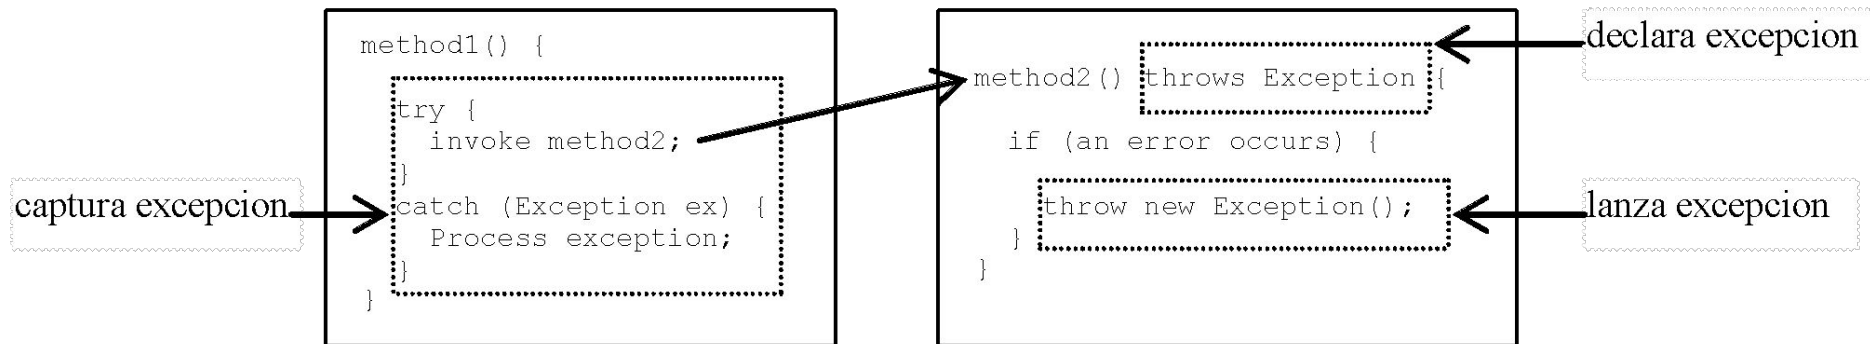 captura excepcion
method1() {
try {
invoke method2;
}
catch (Exception ex) {
Process exception;
}
}
method2() throws Exception {
if (an error occurs) {
throw new Exception();
}
}
declara excepcion
lanza excepcion